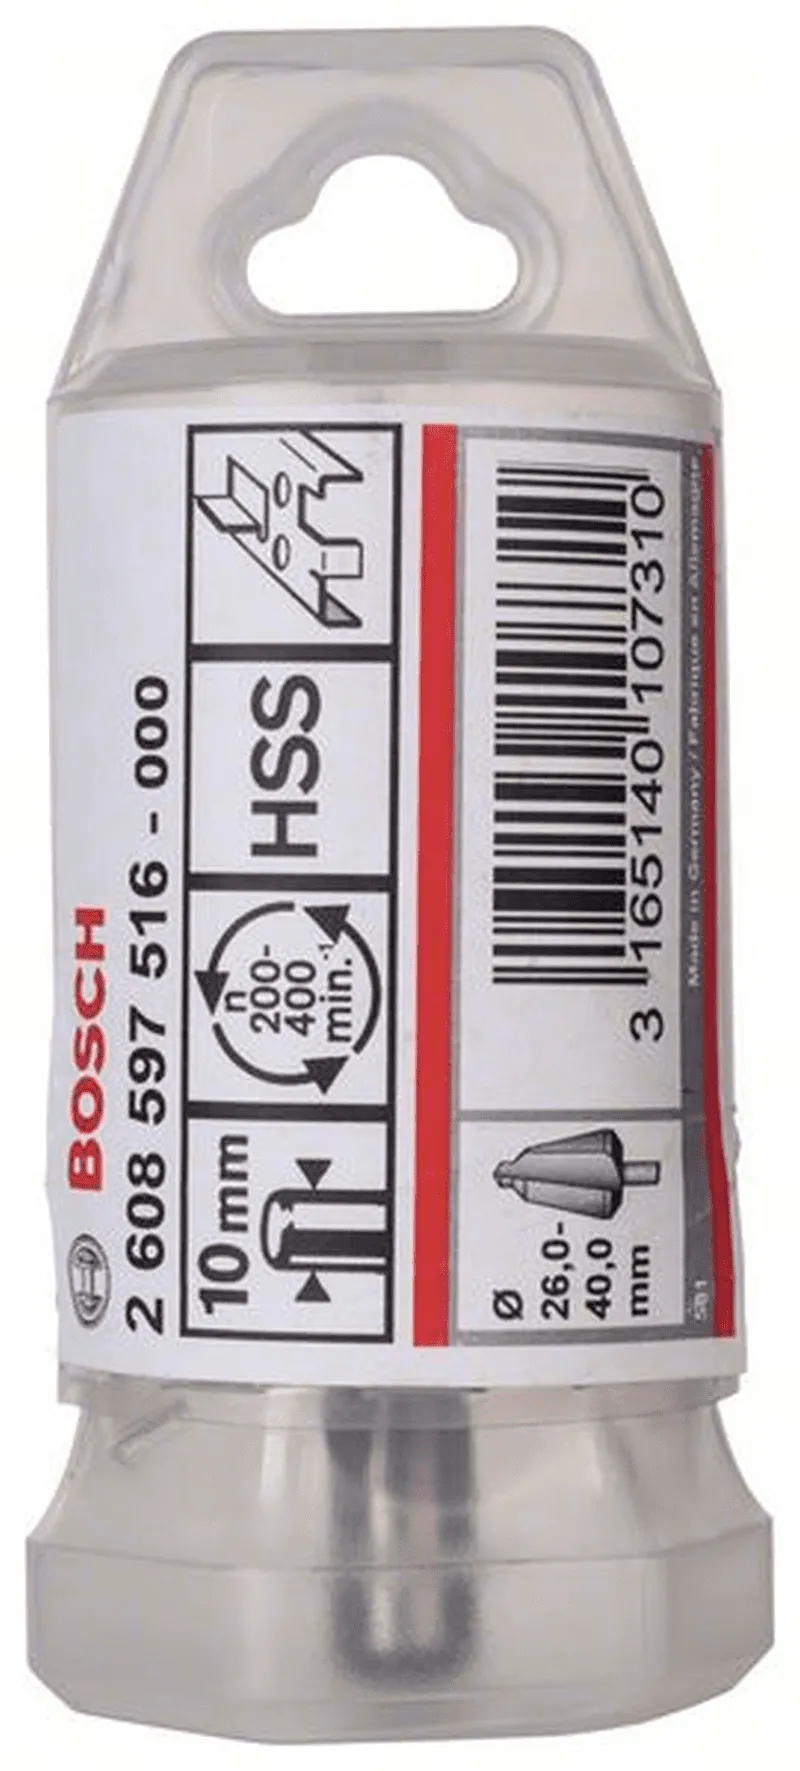 BOSCH
2 608 597 516 - 000
10 mm
n
200-
400
min.-1
HSS
Ø
26,0-
40,0
mm
3 165140 107310
Made in Germany / Fabriqué en Allemagne
501